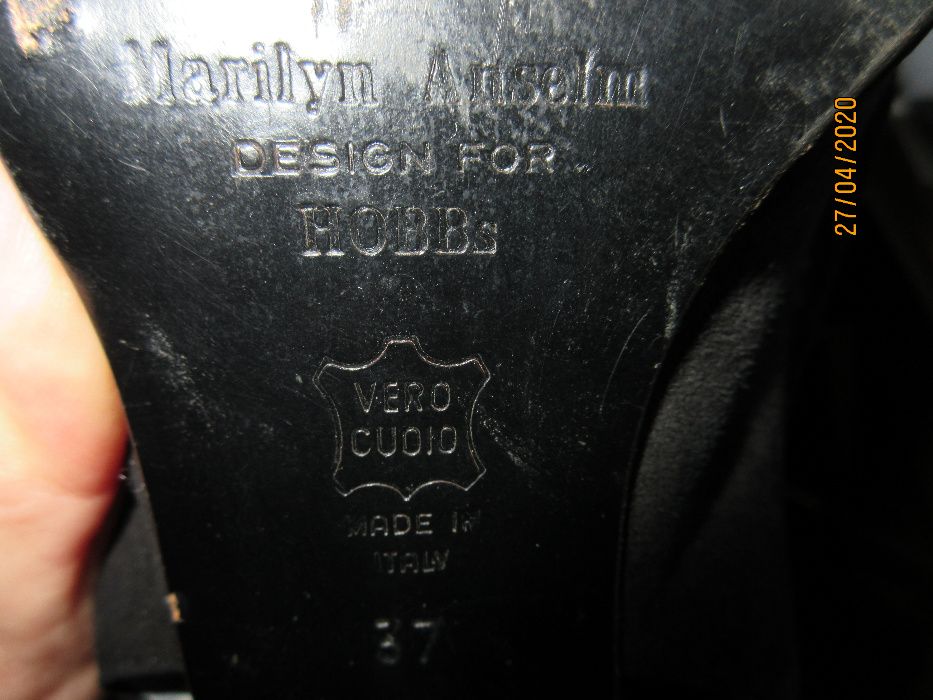 Marilyn Anselm
DESIGN FOR
HOBBs
VERO
CUOIO
MADE IN
ITALY
37
27/04/2020